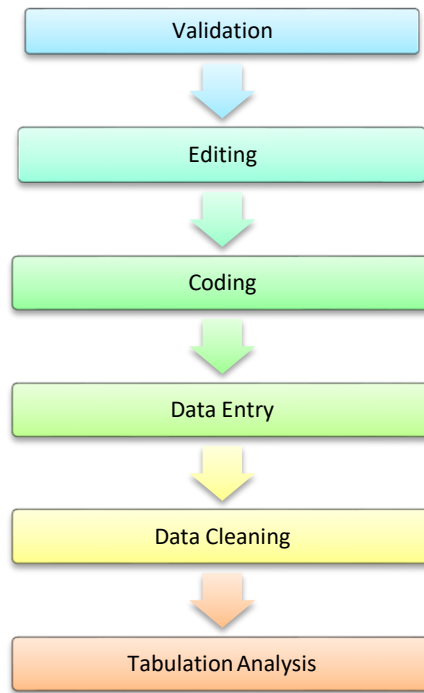 Validation
Editing
Coding
Data Entry
Data Cleaning
Tabulation Analysis